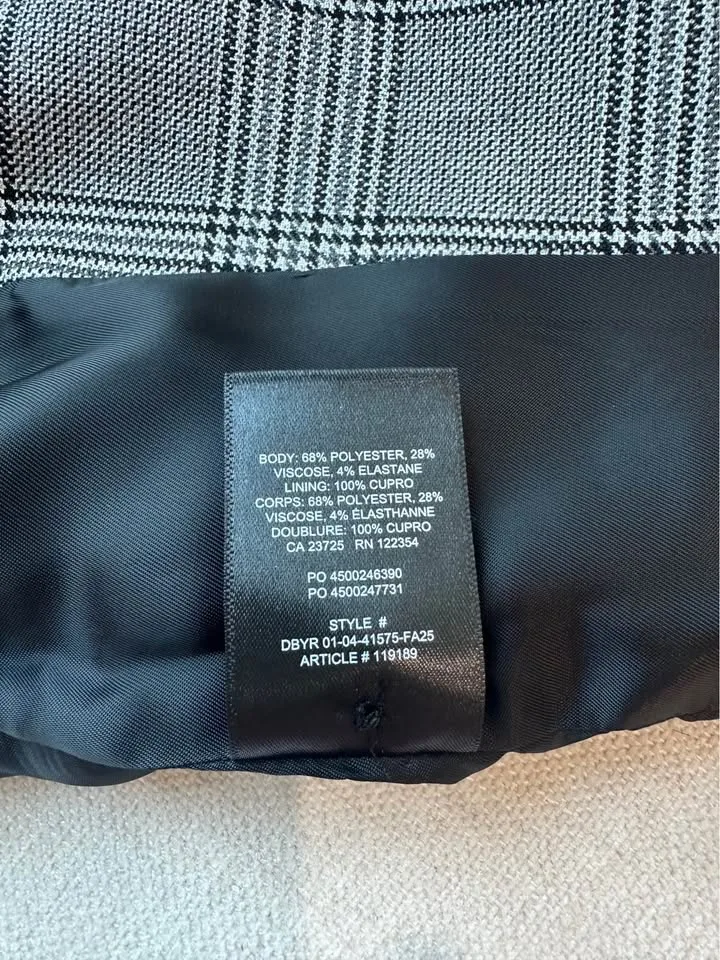 BODY: 68% POLYESTER, 28%
VISCOSE, 4% ELASTANE
LINING: 100% CUPRO
CORPS: 68% POLYESTER, 28%
VISCOSE, 4% ÉLASTHANNE
DOUBLURE: 100% CUPRO
CA 23725 RN 122354
PO 4500246390
PO 4500247731
STYLE #
DBYR 01-04-41575-FA25
ARTICLE # 119189